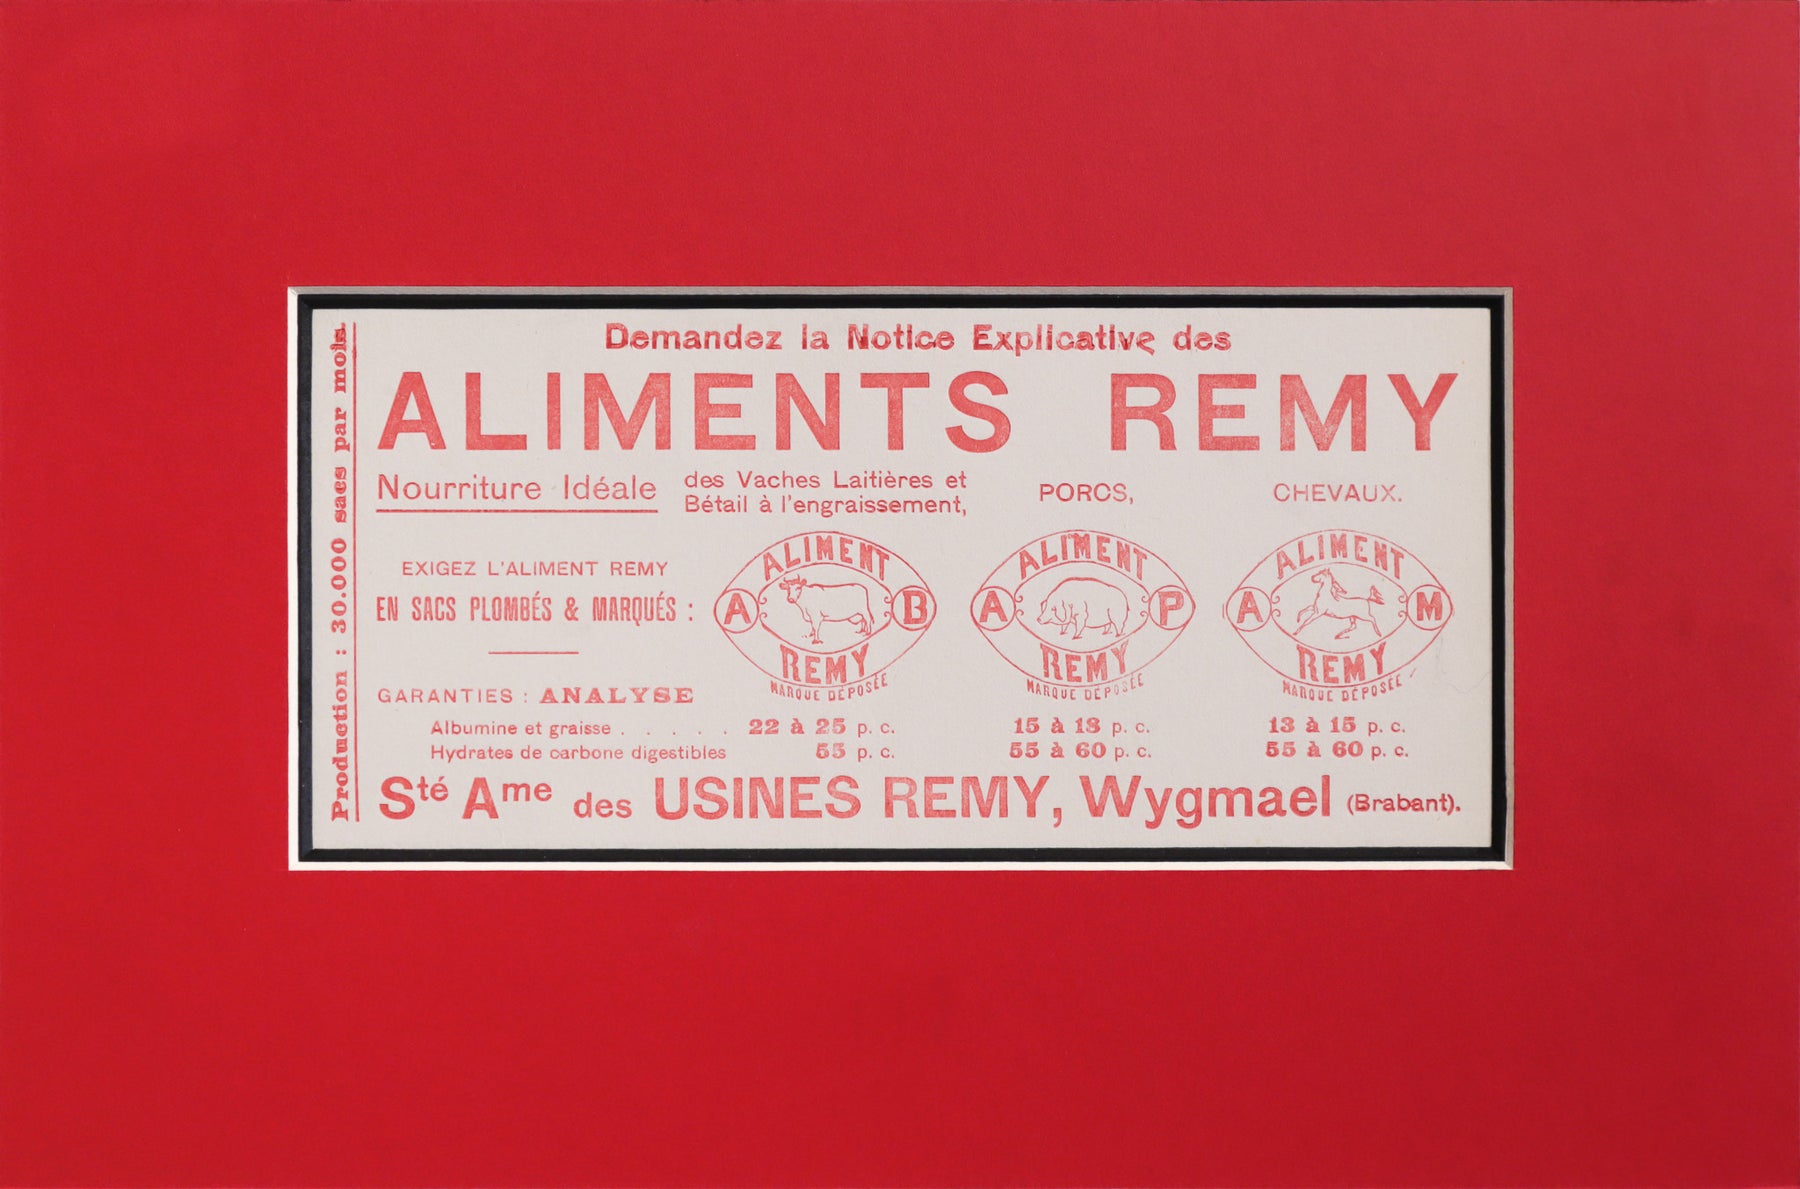 Production : 30.000 sacs par mois.
Demandez la Notice Explicative des
ALIMENTS REMY
Nourriture Idéale
des Vaches Laitières et
Bétail à l'engraissement,
PORCS,
CHEVAUX.
EXIGEZ L'ALIMENT REMY
EN SACS PLOMBÉS & MARQUÉS :
ALIMENT
A B
REMY
MARQUE DÉPOSÉE
ALIMENT
A P
REMY
MARQUE DÉPOSÉE
ALIMENT
A M
REMY
MARQUE DÉPOSÉE
GARANTIES : ANALYSE
Albumine et graisse . . . . . 22 à 25 p. c. 15 à 18 p. c. 13 à 15 p. c.
Hydrates de carbone digestibles 55 p. c. 55 à 60 p. c. 55 à 60 p. c.
Sté Ame des USINES REMY, Wygmael (Brabant).